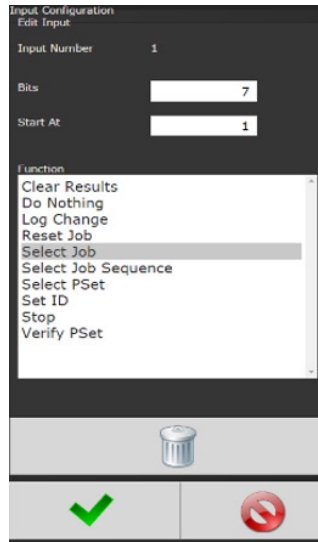 Input Configuration
Edit Input
Input Number 1
Bits 7
Start At 1
Function
Clear Results
Do Nothing
Log Change
Reset Job
Select Job
Select Job Sequence
Select PSet
Set ID
Stop
Verify PSet